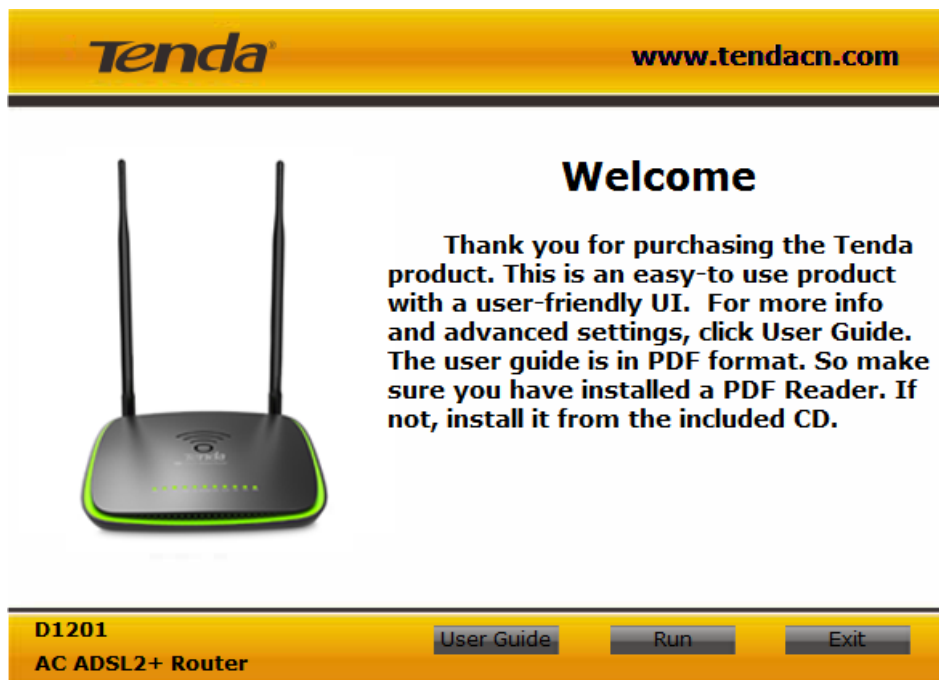 Tenda®
www.tendacn.com
Welcome
Thank you for purchasing the Tenda
product. This is an easy-to use product
with a user-friendly UI.  For more info
and advanced settings, click User Guide.
The user guide is in PDF format. So make
sure you have installed a PDF Reader. If
not, install it from the included CD.
Tenda
D1201
AC ADSL2+ Router
User Guide
Run
Exit